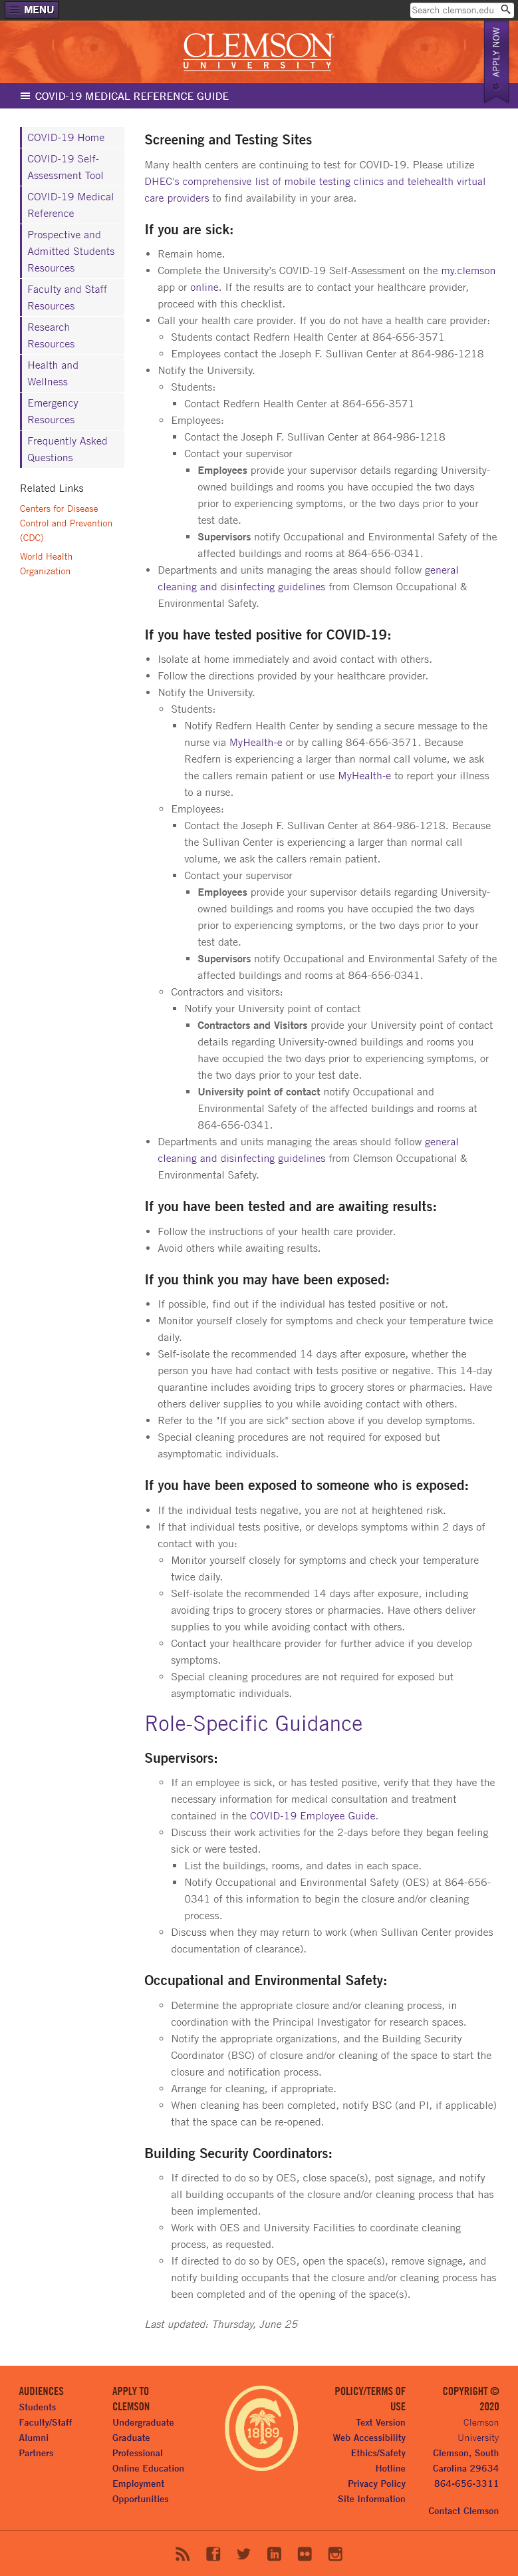 MENU
Search clemson.edu
CLEMSON
UNIVERSITY
APPLY NOW
COVID-19 MEDICAL REFERENCE GUIDE
COVID-19 Home
COVID-19 Self-
Assessment Tool
COVID-19 Medical
Reference
Prospective and
Admitted Students
Resources
Faculty and Staff
Resources
Research
Resources
Health and
Wellness
Emergency
Resources
Frequently Asked
Questions
Related Links
Centers for Disease
Control and Prevention
(CDC)
World Health
Organization
Screening and Testing Sites
Many health centers are continuing to test for COVID-19. Please utilize
DHEC's comprehensive list of mobile testing clinics and telehealth virtual
care providers to find availability in your area.
If you are sick:
Remain home.
Complete the University's COVID-19 Self-Assessment on the my.clemson
app or online. If the results are to contact your healthcare provider,
proceed with this checklist.
Call your health care provider. If you do not have a health care provider:
Students contact Redfern Health Center at 864-656-3571
Employees contact the Joseph F. Sullivan Center at 864-986-1218
Notify the University.
Students:
Contact Redfern Health Center at 864-656-3571
Employees:
Contact the Joseph F. Sullivan Center at 864-986-1218
Contact your supervisor
Employees provide your supervisor details regarding University-
owned buildings and rooms you have occupied the two days
prior to experiencing symptoms, or the two days prior to your
test date.
Supervisors notify Occupational and Environmental Safety of the
affected buildings and rooms at 864-656-0341.
Departments and units managing the areas should follow general
cleaning and disinfecting guidelines from Clemson Occupational &
Environmental Safety.
If you have tested positive for COVID-19:
Isolate at home immediately and avoid contact with others.
Follow the directions provided by your healthcare provider.
Notify the University.
Students:
Notify Redfern Health Center by sending a secure message to the
nurse via MyHealth-e or by calling 864-656-3571. Because
Redfern is experiencing a larger than normal call volume, we ask
the callers remain patient or use MyHealth-e to report your illness
to a nurse.
Employees:
Contact the Joseph F. Sullivan Center at 864-986-1218. Because
the Sullivan Center is experiencing a larger than normal call
volume, we ask the callers remain patient.
Contact your supervisor
Employees provide your supervisor details regarding University-
owned buildings and rooms you have occupied the two days
prior to experiencing symptoms, or the two days prior to your
test date.
Supervisors notify Occupational and Environmental Safety of the
affected buildings and rooms at 864-656-0341.
Contractors and visitors:
Notify your University point of contact
Contractors and Visitors provide your University point of contact
details regarding University-owned buildings and rooms you
have occupied the two days prior to experiencing symptoms, or
the two days prior to your test date.
University point of contact notify Occupational and
Environmental Safety of the affected buildings and rooms at
864-656-0341.
Departments and units managing the areas should follow general
cleaning and disinfecting guidelines from Clemson Occupational &
Environmental Safety.
If you have been tested and are awaiting results:
Follow the instructions of your health care provider.
Avoid others while awaiting results.
If you think you may have been exposed:
If possible, find out if the individual has tested positive or not.
Monitor yourself closely for symptoms and check your temperature twice
daily.
Self-isolate the recommended 14 days after exposure, whether the
person you have had contact with tests positive or negative. This 14-day
quarantine includes avoiding trips to grocery stores or pharmacies. Have
others deliver supplies to you while avoiding contact with others.
Refer to the "If you are sick" section above if you develop symptoms.
Special cleaning procedures are not required for exposed but
asymptomatic individuals.
If you have been exposed to someone who is exposed:
If the individual tests negative, you are not at heightened risk.
If that individual tests positive, or develops symptoms within 2 days of
contact with you:
Monitor yourself closely for symptoms and check your temperature
twice daily.
Self-isolate the recommended 14 days after exposure, including
avoiding trips to grocery stores or pharmacies. Have others deliver
supplies to you while avoiding contact with others.
Contact your healthcare provider for further advice if you develop
symptoms.
Special cleaning procedures are not required for exposed but
asymptomatic individuals.
Role-Specific Guidance
Supervisors:
If an employee is sick, or has tested positive, verify that they have the
necessary information for medical consultation and treatment
contained in the COVID-19 Employee Guide.
Discuss their work activities for the 2-days before they began feeling
sick or were tested.
List the buildings, rooms, and dates in each space.
Notify Occupational and Environmental Safety (OES) at 864-656-
0341 of this information to begin the closure and/or cleaning
process.
Discuss when they may return to work (when Sullivan Center provides
documentation of clearance).
Occupational and Environmental Safety:
Determine the appropriate closure and/or cleaning process, in
coordination with the Principal Investigator for research spaces.
Notify the appropriate organizations, and the Building Security
Coordinator (BSC) of closure and/or cleaning of the space to start the
closure and notification process.
Arrange for cleaning, if appropriate.
When cleaning has been completed, notify BSC (and PI, if applicable)
that the space can be re-opened.
Building Security Coordinators:
If directed to do so by OES, close space(s), post signage, and notify
all building occupants of the closure and/or cleaning process that has
been implemented.
Work with OES and University Facilities to coordinate cleaning
process, as requested.
If directed to do so by OES, open the space(s), remove signage, and
notify building occupants that the closure and/or cleaning process has
been completed and of the opening of the space(s).
Last updated: Thursday, June 25
AUDIENCES
Students
Faculty/Staff
Alumni
Partners
APPLY TO
CLEMSON
Undergraduate
Graduate
Professional
Online Education
Employment
Opportunities
1889
POLICY/TERMS OF
USE
Text Version
Web Accessibility
Ethics/Safety
Hotline
Privacy Policy
Site Information
COPYRIGHT ©
2020
Clemson
University
Clemson, South
Carolina 29634
864-656-3311
Contact Clemson